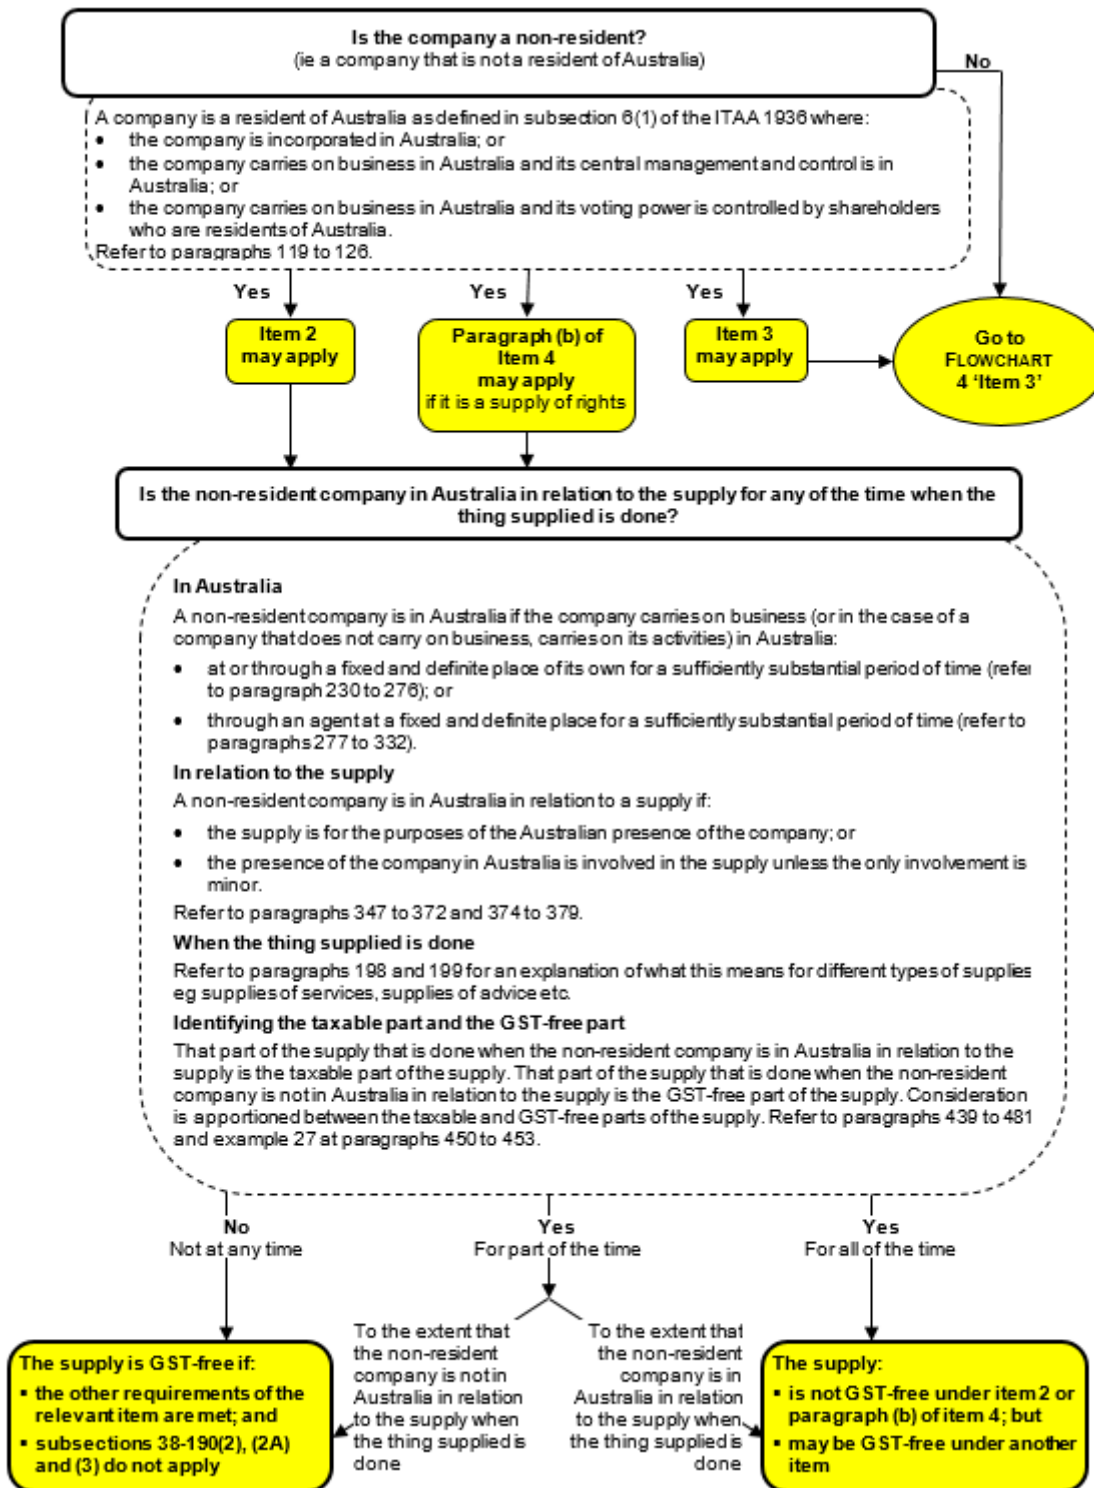 Is the company a non-resident?
(ie a company that is not a resident of Australia)
No
A company is a resident of Australia as defined in subsection 6(1) of the ITAA 1936 where:
• the company is incorporated in Australia; or
• the company carries on business in Australia and its central management and control is in
Australia; or
• the company carries on business in Australia and its voting power is controlled by shareholders
who are residents of Australia.
Refer to paragraphs 119 to 126.
Yes
Yes
Yes
Item 2
may apply
Paragraph (b) of
Item 4
may apply
if it is a supply of rights
Item 3
may apply
Go to
FLOWCHART
4 ‘Item 3’
Is the non-resident company in Australia in relation to the supply for any of the time when the
thing supplied is done?
In Australia
A non-resident company is in Australia if the company carries on business (or in the case of a
company that does not carry on business, carries on its activities) in Australia:
• at or through a fixed and definite place of its own for a sufficiently substantial period of time (refer
to paragraph 230 to 276); or
• through an agent at a fixed and definite place for a sufficiently substantial period of time (refer to
paragraphs 277 to 332).
In relation to the supply
A non-resident company is in Australia in relation to a supply if:
• the supply is for the purposes of the Australian presence of the company; or
• the presence of the company in Australia is involved in the supply unless the only involvement is
minor.
Refer to paragraphs 347 to 372 and 374 to 379.
When the thing supplied is done
Refer to paragraphs 198 and 199 for an explanation of what this means for different types of supplies
eg supplies of services, supplies of advice etc.
Identifying the taxable part and the GST-free part
That part of the supply that is done when the non-resident company is in Australia in relation to the
supply is the taxable part of the supply. That part of the supply that is done when the non-resident
company is not in Australia in relation to the supply is the GST-free part of the supply. Consideration
is apportioned between the taxable and GST-free parts of the supply. Refer to paragraphs 439 to 481
and example 27 at paragraphs 450 to 453.
No
Not at any time
Yes
For part of the time
Yes
For all of the time
The supply is GST-free if:
▪ the other requirements of the
relevant item are met; and
▪ subsections 38-190(2), (2A)
and (3) do not apply
To the extent that
the non-resident
company is not in
Australia in relation
to the supply when
the thing supplied is
done
To the extent that
the non-resident
company is in
Australia in relation
to the supply when
the thing supplied is
done
The supply:
▪ is not GST-free under item 2 or
paragraph (b) of item 4; but
▪ may be GST-free under another
item